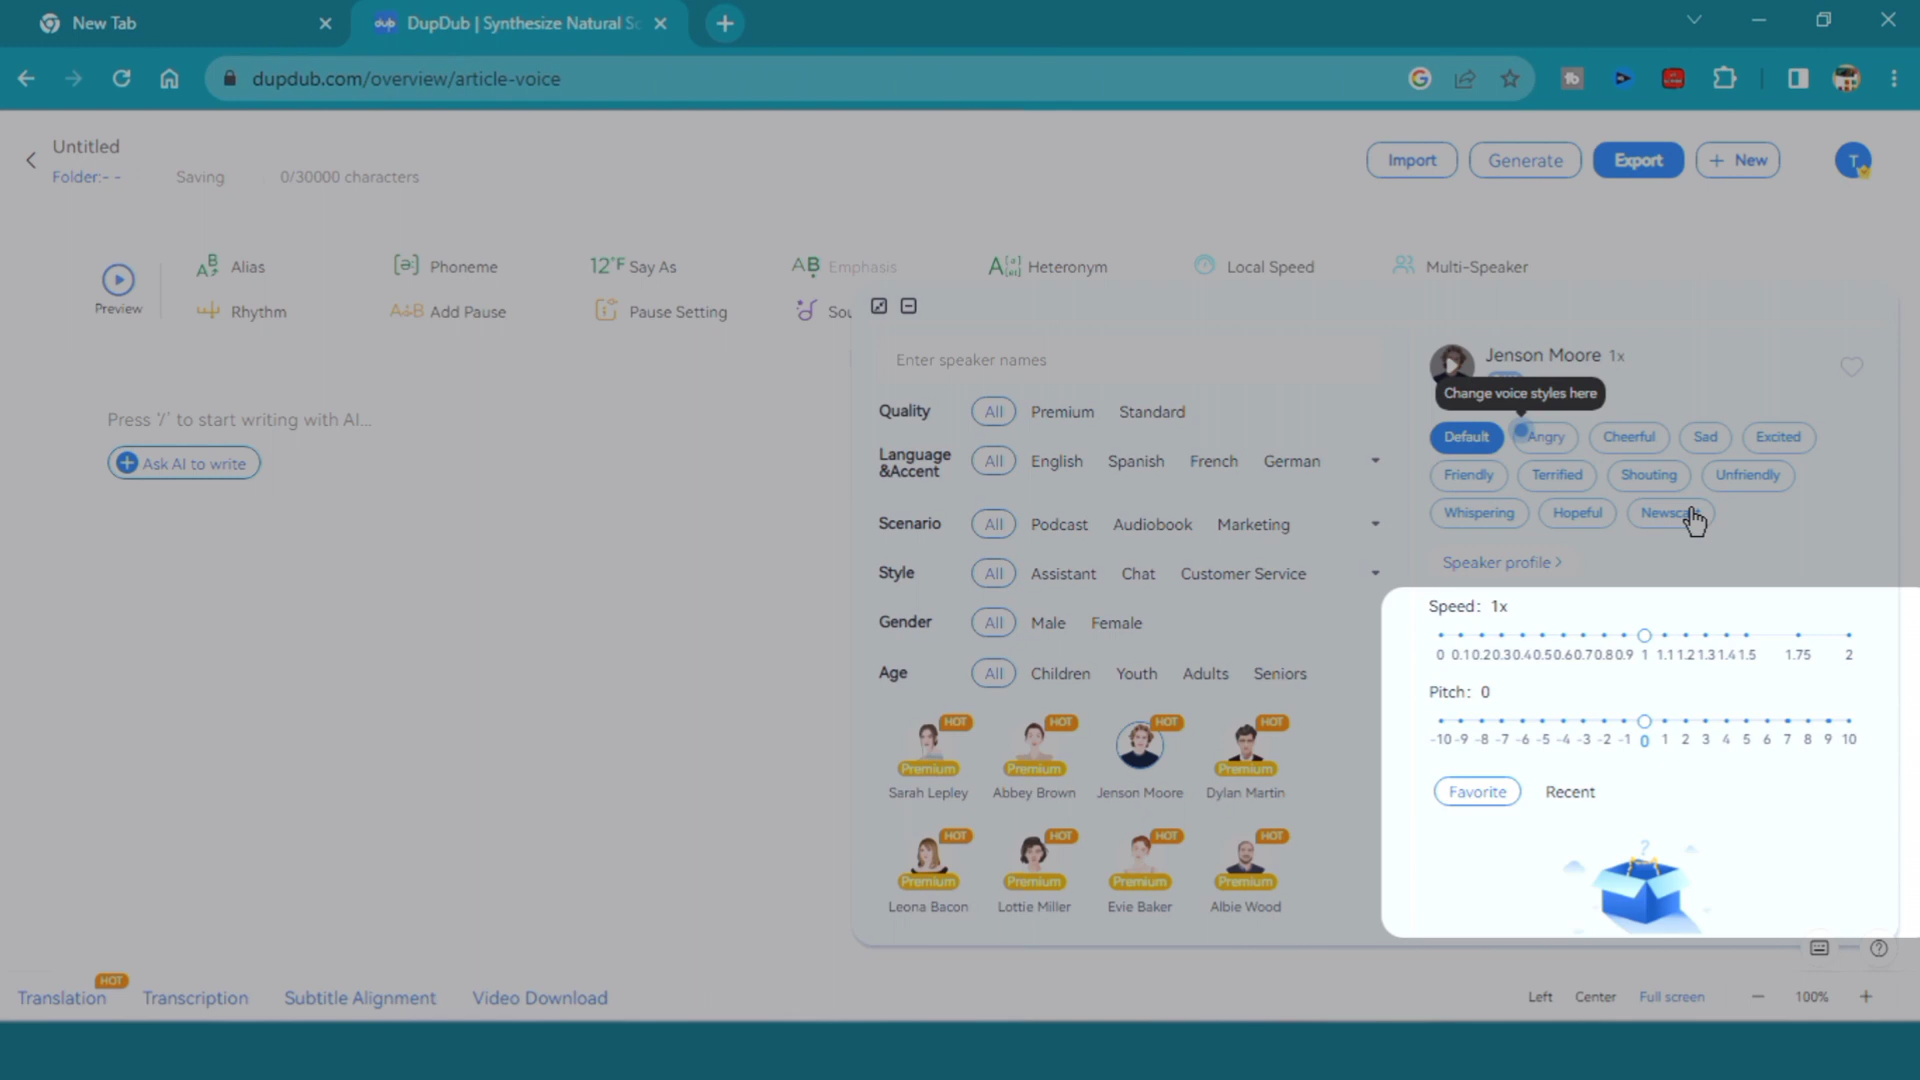 New Tab
dub DupDub | Synthesize Natural Sc
dupdub.com/overview/article-voice
Untitled
Folder:- -
Saving
0/30000 characters
Import
Generate
Export
+ New
T
Preview
Alias
Phoneme
12°F Say As
Emphasis
Heteronym
Local Speed
Multi-Speaker
Rhythm
Add Pause
Pause Setting
Sou
Press '/' to start writing with AI...
Ask AI to write
Enter speaker names
Quality All Premium Standard
Language
&Accent
All English Spanish French German
Scenario All Podcast Audiobook Marketing
Style All Assistant Chat Customer Service
Gender All Male Female
Age All Children Youth Adults Seniors
HOT HOT HOT HOT
Premium Premium Premium
Sarah Lepley Abbey Brown Jenson Moore Dylan Martin
HOT HOT HOT HOT
Premium Premium Premium Premium
Leona Bacon Lottie Miller Evie Baker Albie Wood
Jenson Moore 1x
Change voice styles here
Default Angry Cheerful Sad Excited
Friendly Terrified Shouting Unfriendly
Whispering Hopeful Newscast
Speaker profile >
Speed: 1x
0 0.1 0.2 0.3 0.4 0.5 0.6 0.7 0.8 0.9 1 1.1 1.2 1.3 1.4 1.5 1.75 2
Pitch: 0
-10 -9 -8 -7 -6 -5 -4 -3 -2 -1 0 1 2 3 4 5 6 7 8 9 10
Favorite Recent
?
HOT
Translation Transcription Subtitle Alignment Video Download
Left Center Full screen
− 100% +